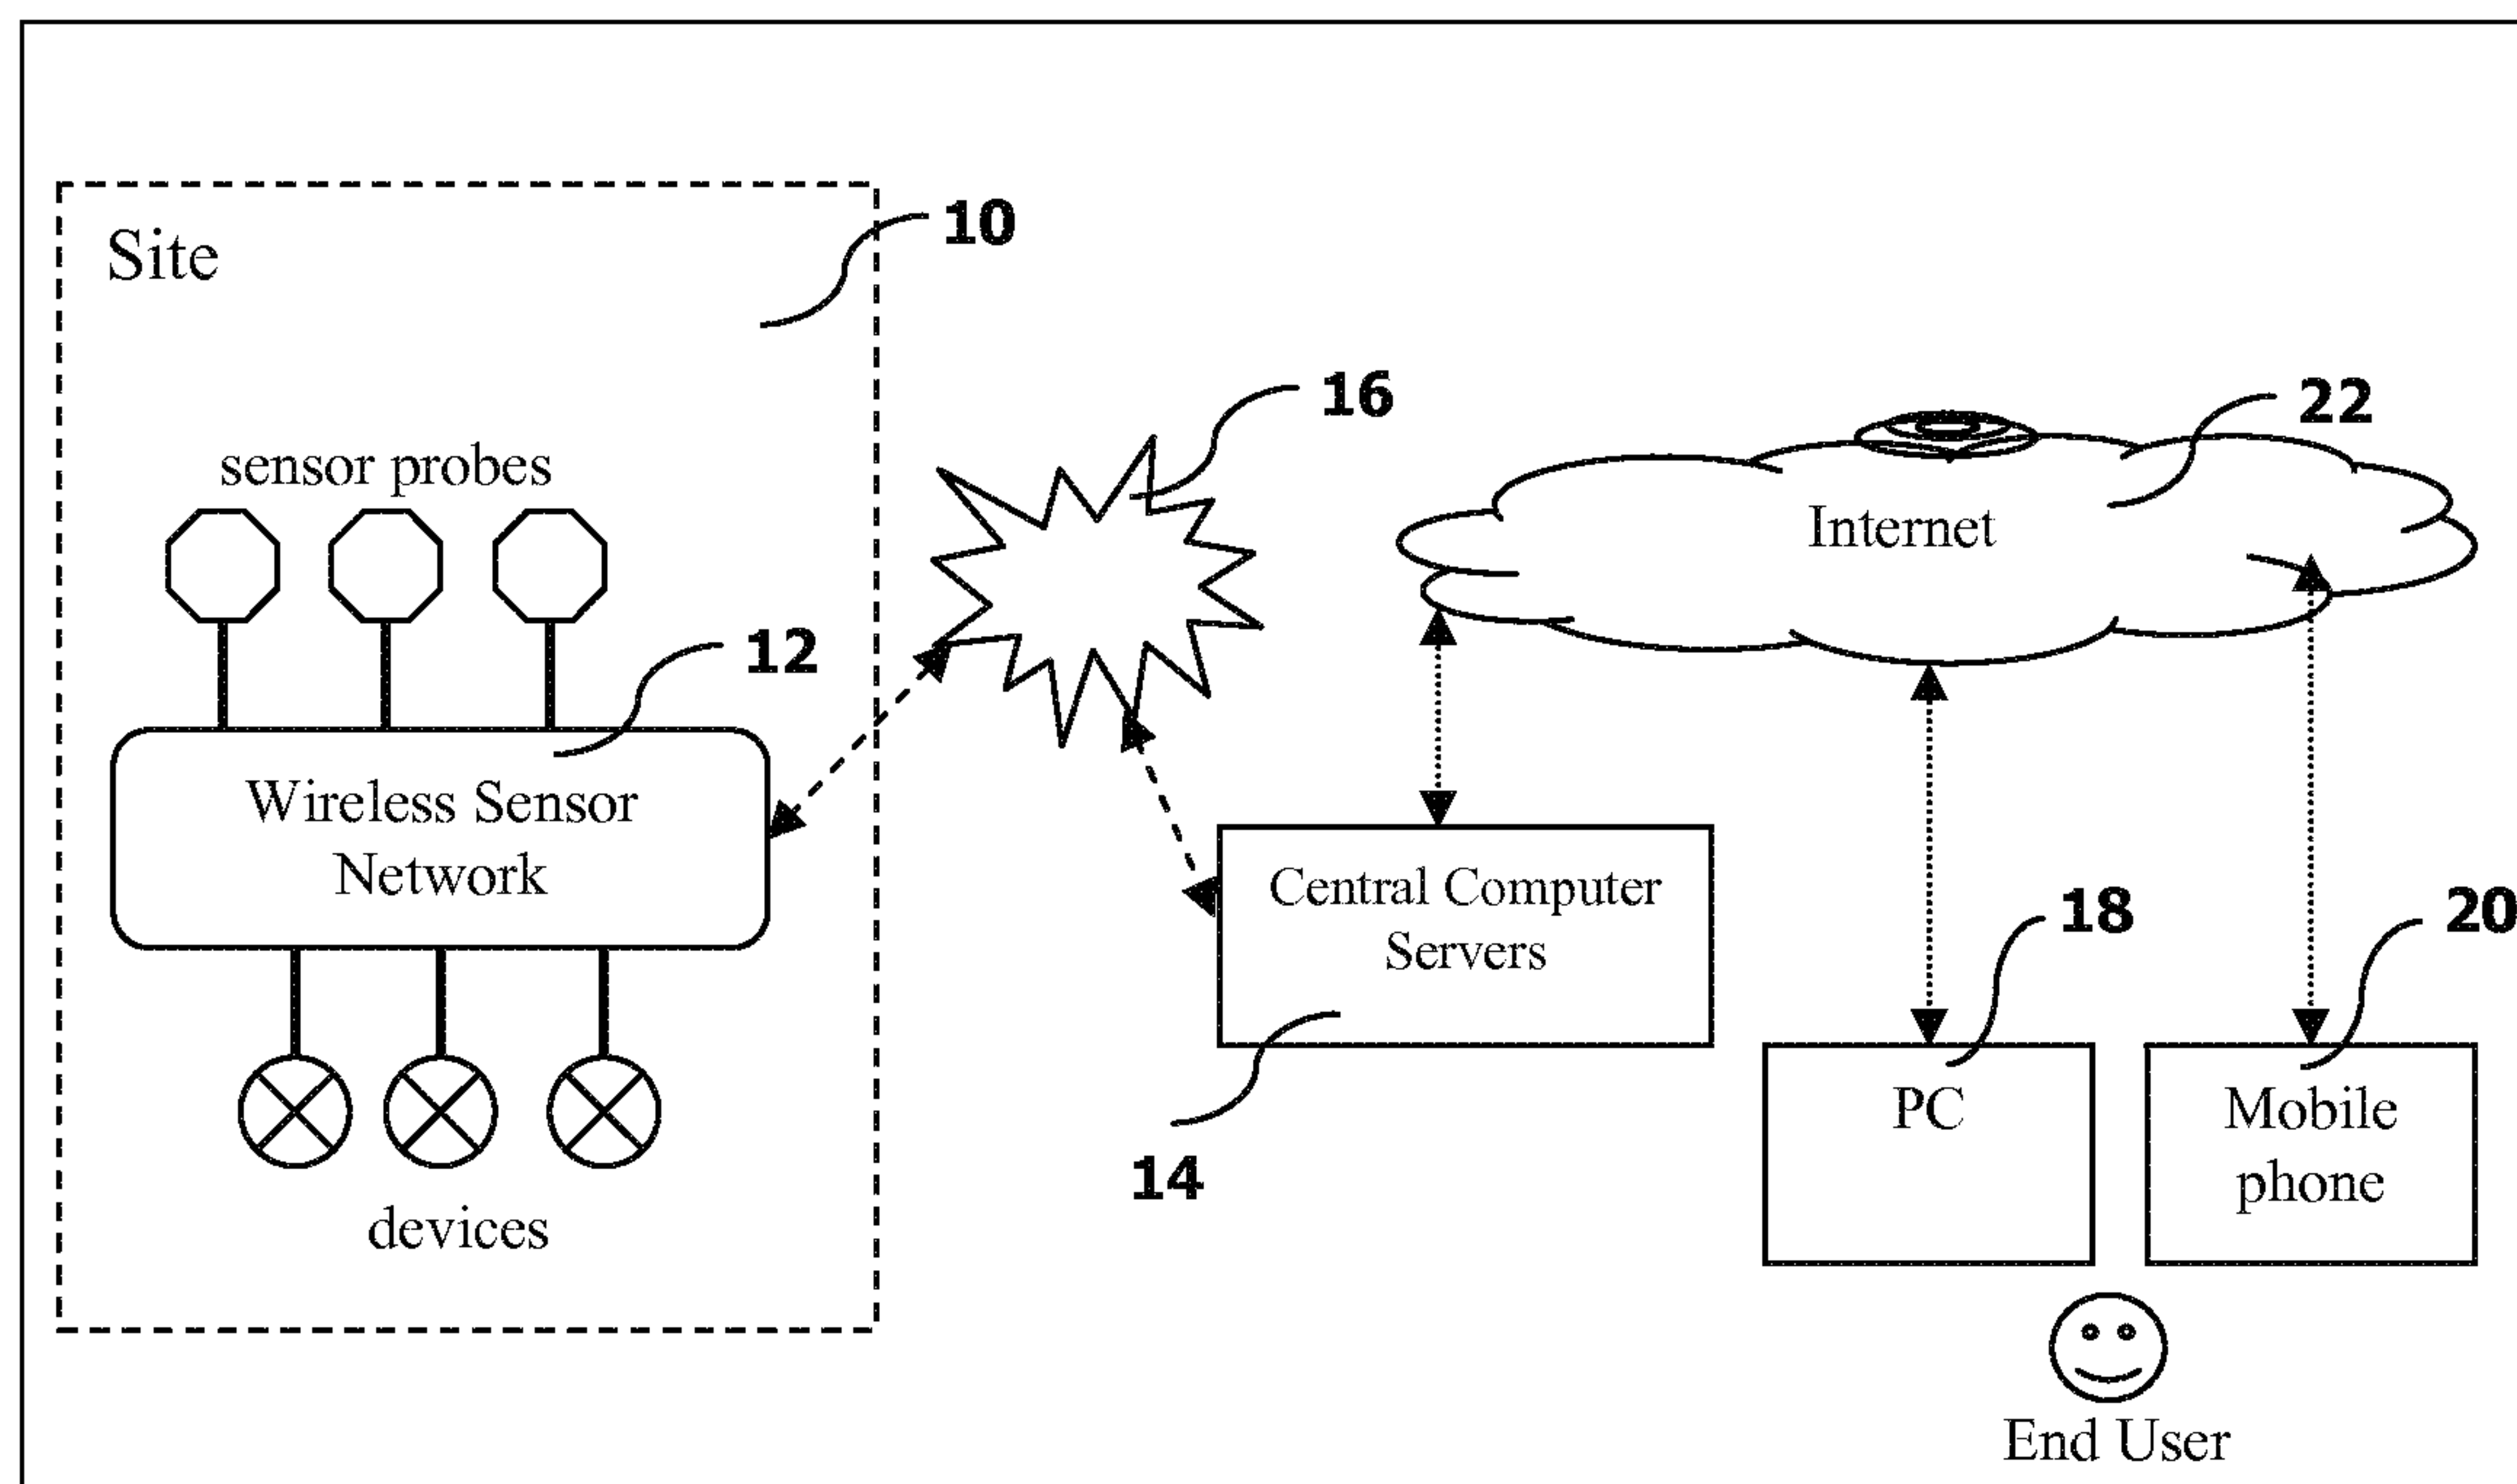 Site
10
sensor probes
16
22
Internet
12
Wireless Sensor
Network
Central Computer
Servers
18
20
PC
Mobile
phone
14
devices
End User